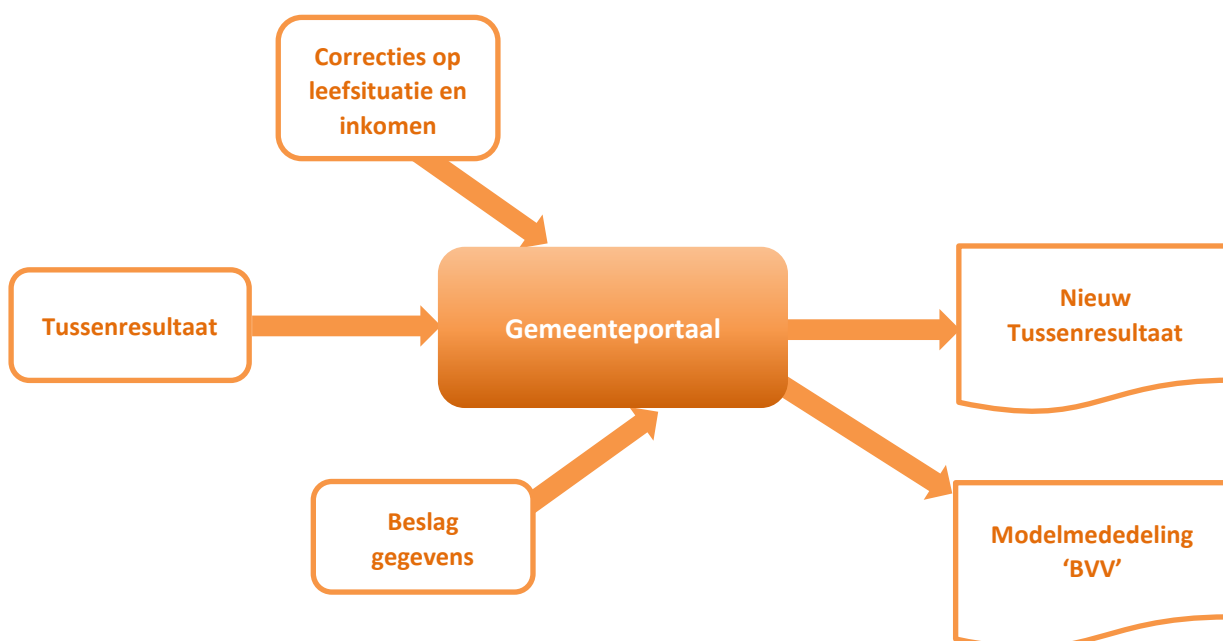 Correcties op
leefsituatie en
inkomen
Tussenresultaat
Gemeenteportaal
Nieuw
Tussenresultaat
Beslag
gegevens
Modelmededeling
‘BVV’